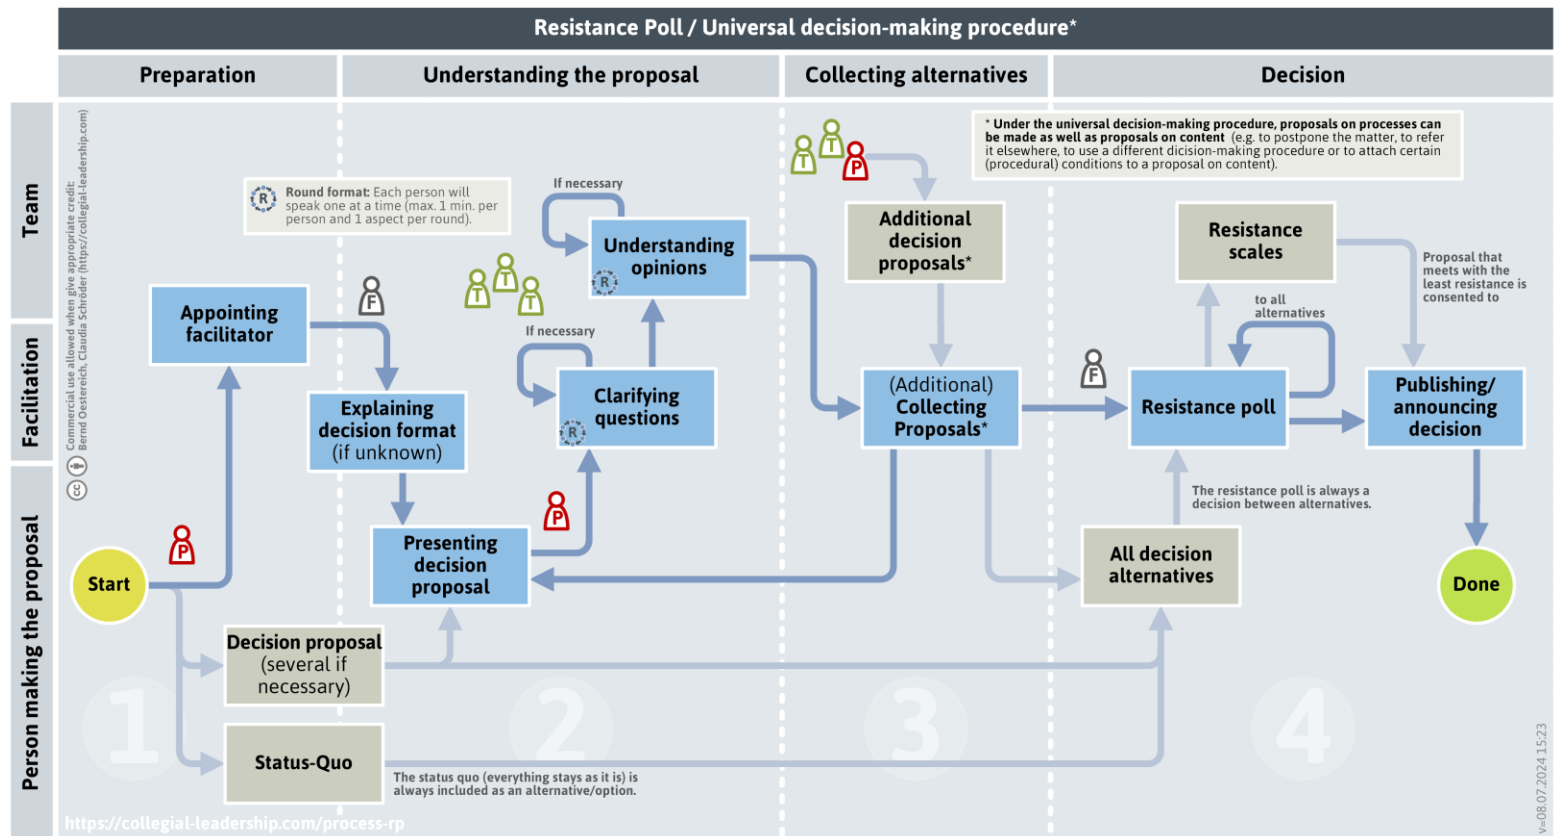 Resistance Poll / Universal decision-making procedure*
Preparation
Understanding the proposal
Collecting alternatives
Decision
Team
Facilitation
Person making the proposal
Commercial use allowed when give appropriate credit:
Bernd Oestereich, Claudia Schröder (https://collegial-leadership.com)
cc
R
Round format: Each person will
speak one at a time (max. 1 min. per
person and 1 aspect per round).
* Under the universal decision-making procedure, proposals on processes can
be made as well as proposals on content (e.g. to postpone the matter, to refer
it elsewhere, to use a different dicision-making procedure or to attach certain
(procedural) conditions to a proposal on content).
Start
P
Appointing
facilitator
F
Explaining
decision format
(if unknown)
Presenting
decision
proposal
P
If necessary
Clarifying
questions
R
T
T
T
If necessary
Understanding
opinions
R
T
T
P
Additional
decision
proposals*
(Additional)
Collecting
Proposals*
F
Resistance poll
to all
alternatives
Resistance
scales
Proposal that
meets with the
least resistance is
consented to
Publishing/
announcing
decision
The resistance poll is always a
decision between alternatives.
All decision
alternatives
Done
Decision proposal
(several if
necessary)
Status-Quo
The status quo (everything stays as it is) is
always included as an alternative/option.
1
2
3
4
https://collegial-leadership.com/process-rp
v=08.07.2024 15:23